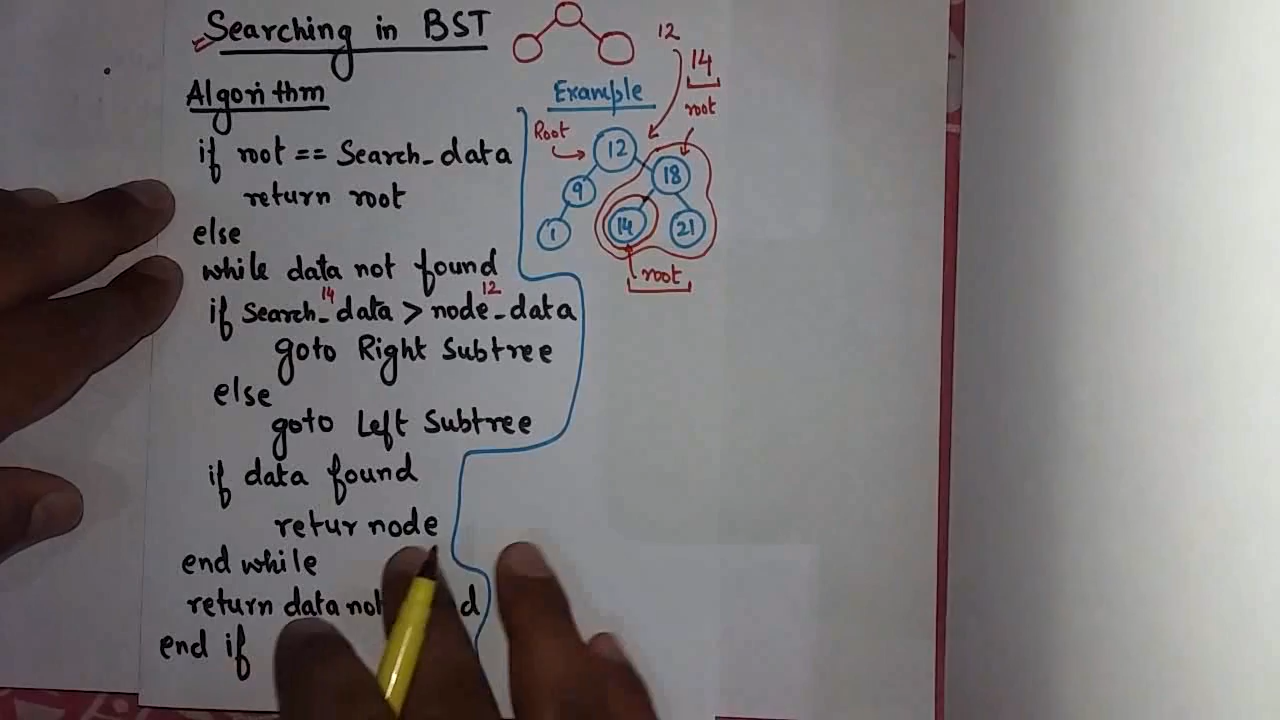 Searching in BST
Algorithm
if root == Search_data
return root
else
while data not found
if Search_data > node_data
14
12
goto Right Subtree
else
goto Left Subtree
if data found
retur node
end while
return data not
end if
12
14
root
Example
Root
12
9
18
1
14
21
root